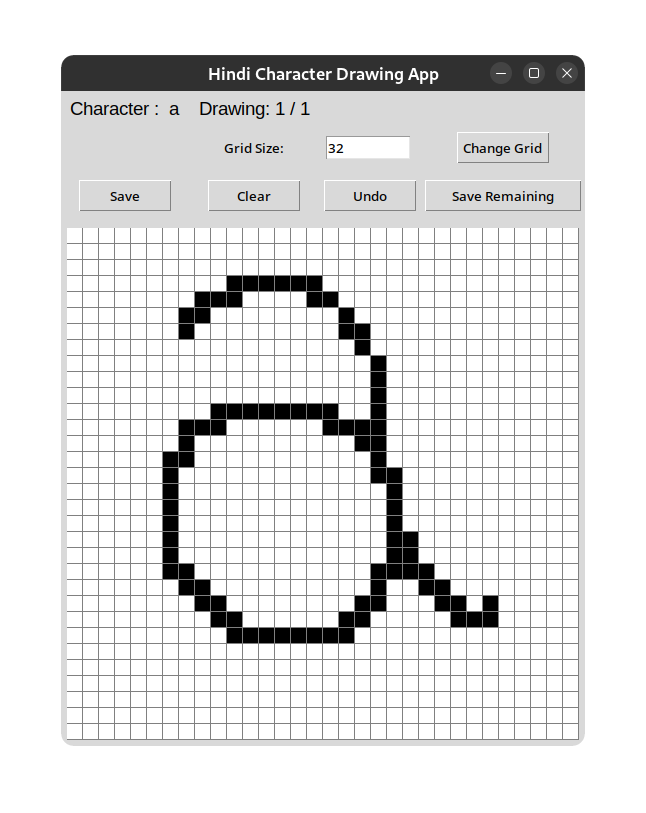 Hindi Character Drawing App
Character : a Drawing: 1 / 1
Grid Size: 32 Change Grid
Save Clear Undo Save Remaining
a